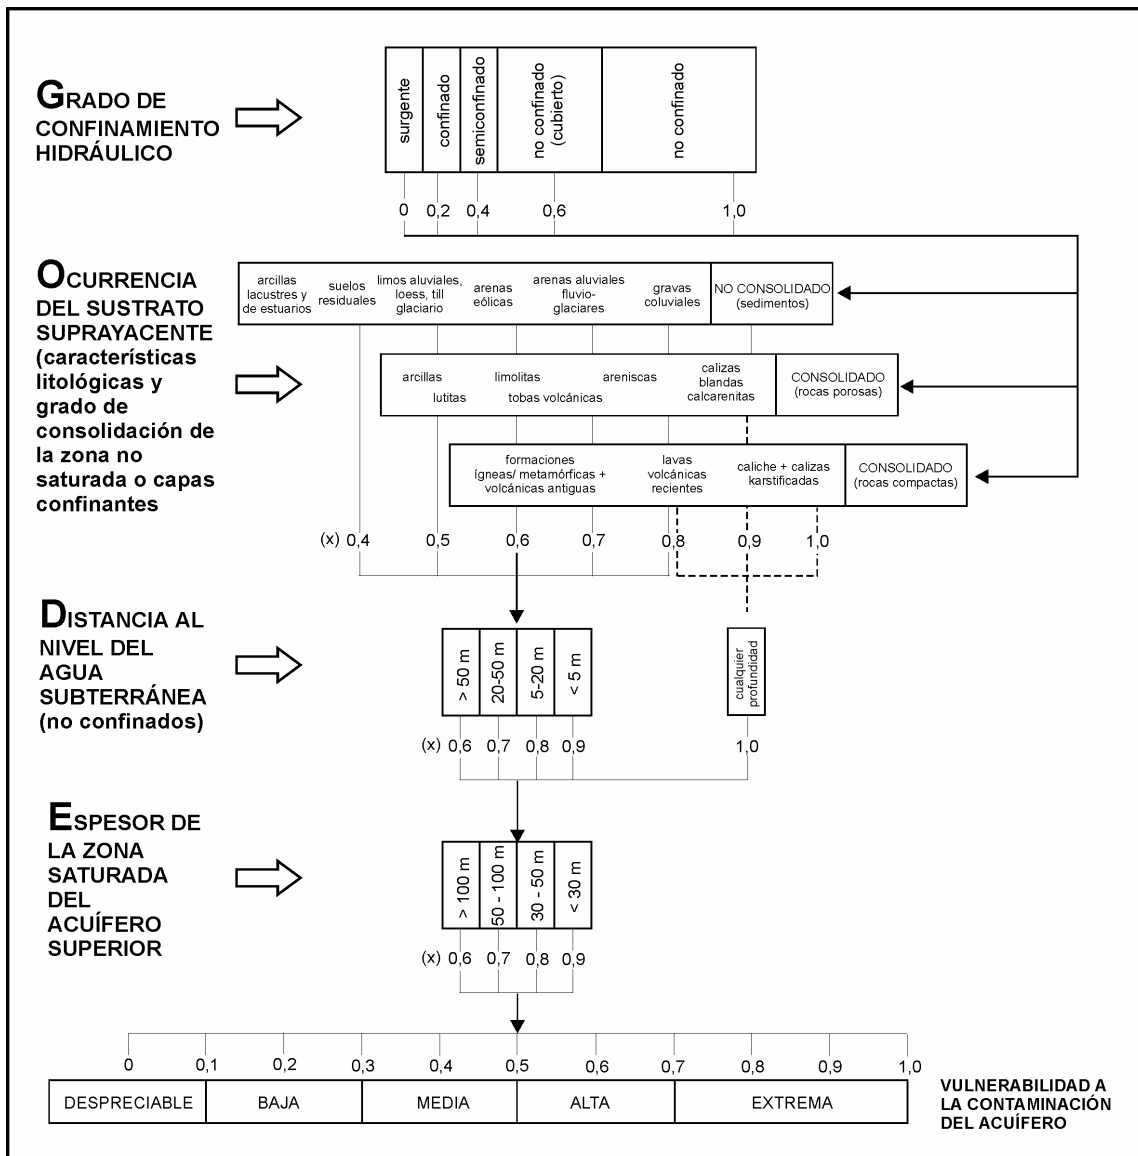 GRADO DE
CONFINAMIENTO
HIDRÁULICO
surgente
confinado
semiconfinado
no confinado
(cubierto)
no confinado
0 0,2 0,4 0,6 1,0
OCURRENCIA
DEL SUSTRATO
SUPRAYACENTE
(características
litológicas y
grado de
consolidación de
la zona no
saturada o capas
confinantes
arcillas
lacustres y
de estuarios
suelos
residuales
limos aluviales,
loess, till
glaciario
arenas
eólicas
arenas aluviales
fluvio-
glaciares
gravas
coluviales
NO CONSOLIDADO
(sedimentos)
arcillas
lutitas
limolitas
tobas volcánicas
areniscas
calizas
blandas
calcarenitas
CONSOLIDADO
(rocas porosas)
formaciones
ígneas/ metamórficas +
volcánicas antiguas
lavas
volcánicas
recientes
caliche + calizas
karstificadas
CONSOLIDADO
(rocas compactas)
(x) 0,4 0,5 0,6 0,7 0,8 0,9 1,0
DISTANCIA AL
NIVEL DEL
AGUA
SUBTERRÁNEA
(no confinados)
> 50 m
20-50 m
5-20 m
< 5 m
cualquier
profundidad
(x) 0,6 0,7 0,8 0,9 1,0
ESPESOR DE
LA ZONA
SATURADA
DEL
ACUÍFERO
SUPERIOR
> 100 m
50 - 100 m
30 - 50 m
< 30 m
(x) 0,6 0,7 0,8 0,9
0 0,1 0,2 0,3 0,4 0,5 0,6 0,7 0,8 0,9 1,0
DESPRECIABLE BAJA MEDIA ALTA EXTREMA
VULNERABILIDAD A
LA CONTAMINACIÓN
DEL ACUÍFERO